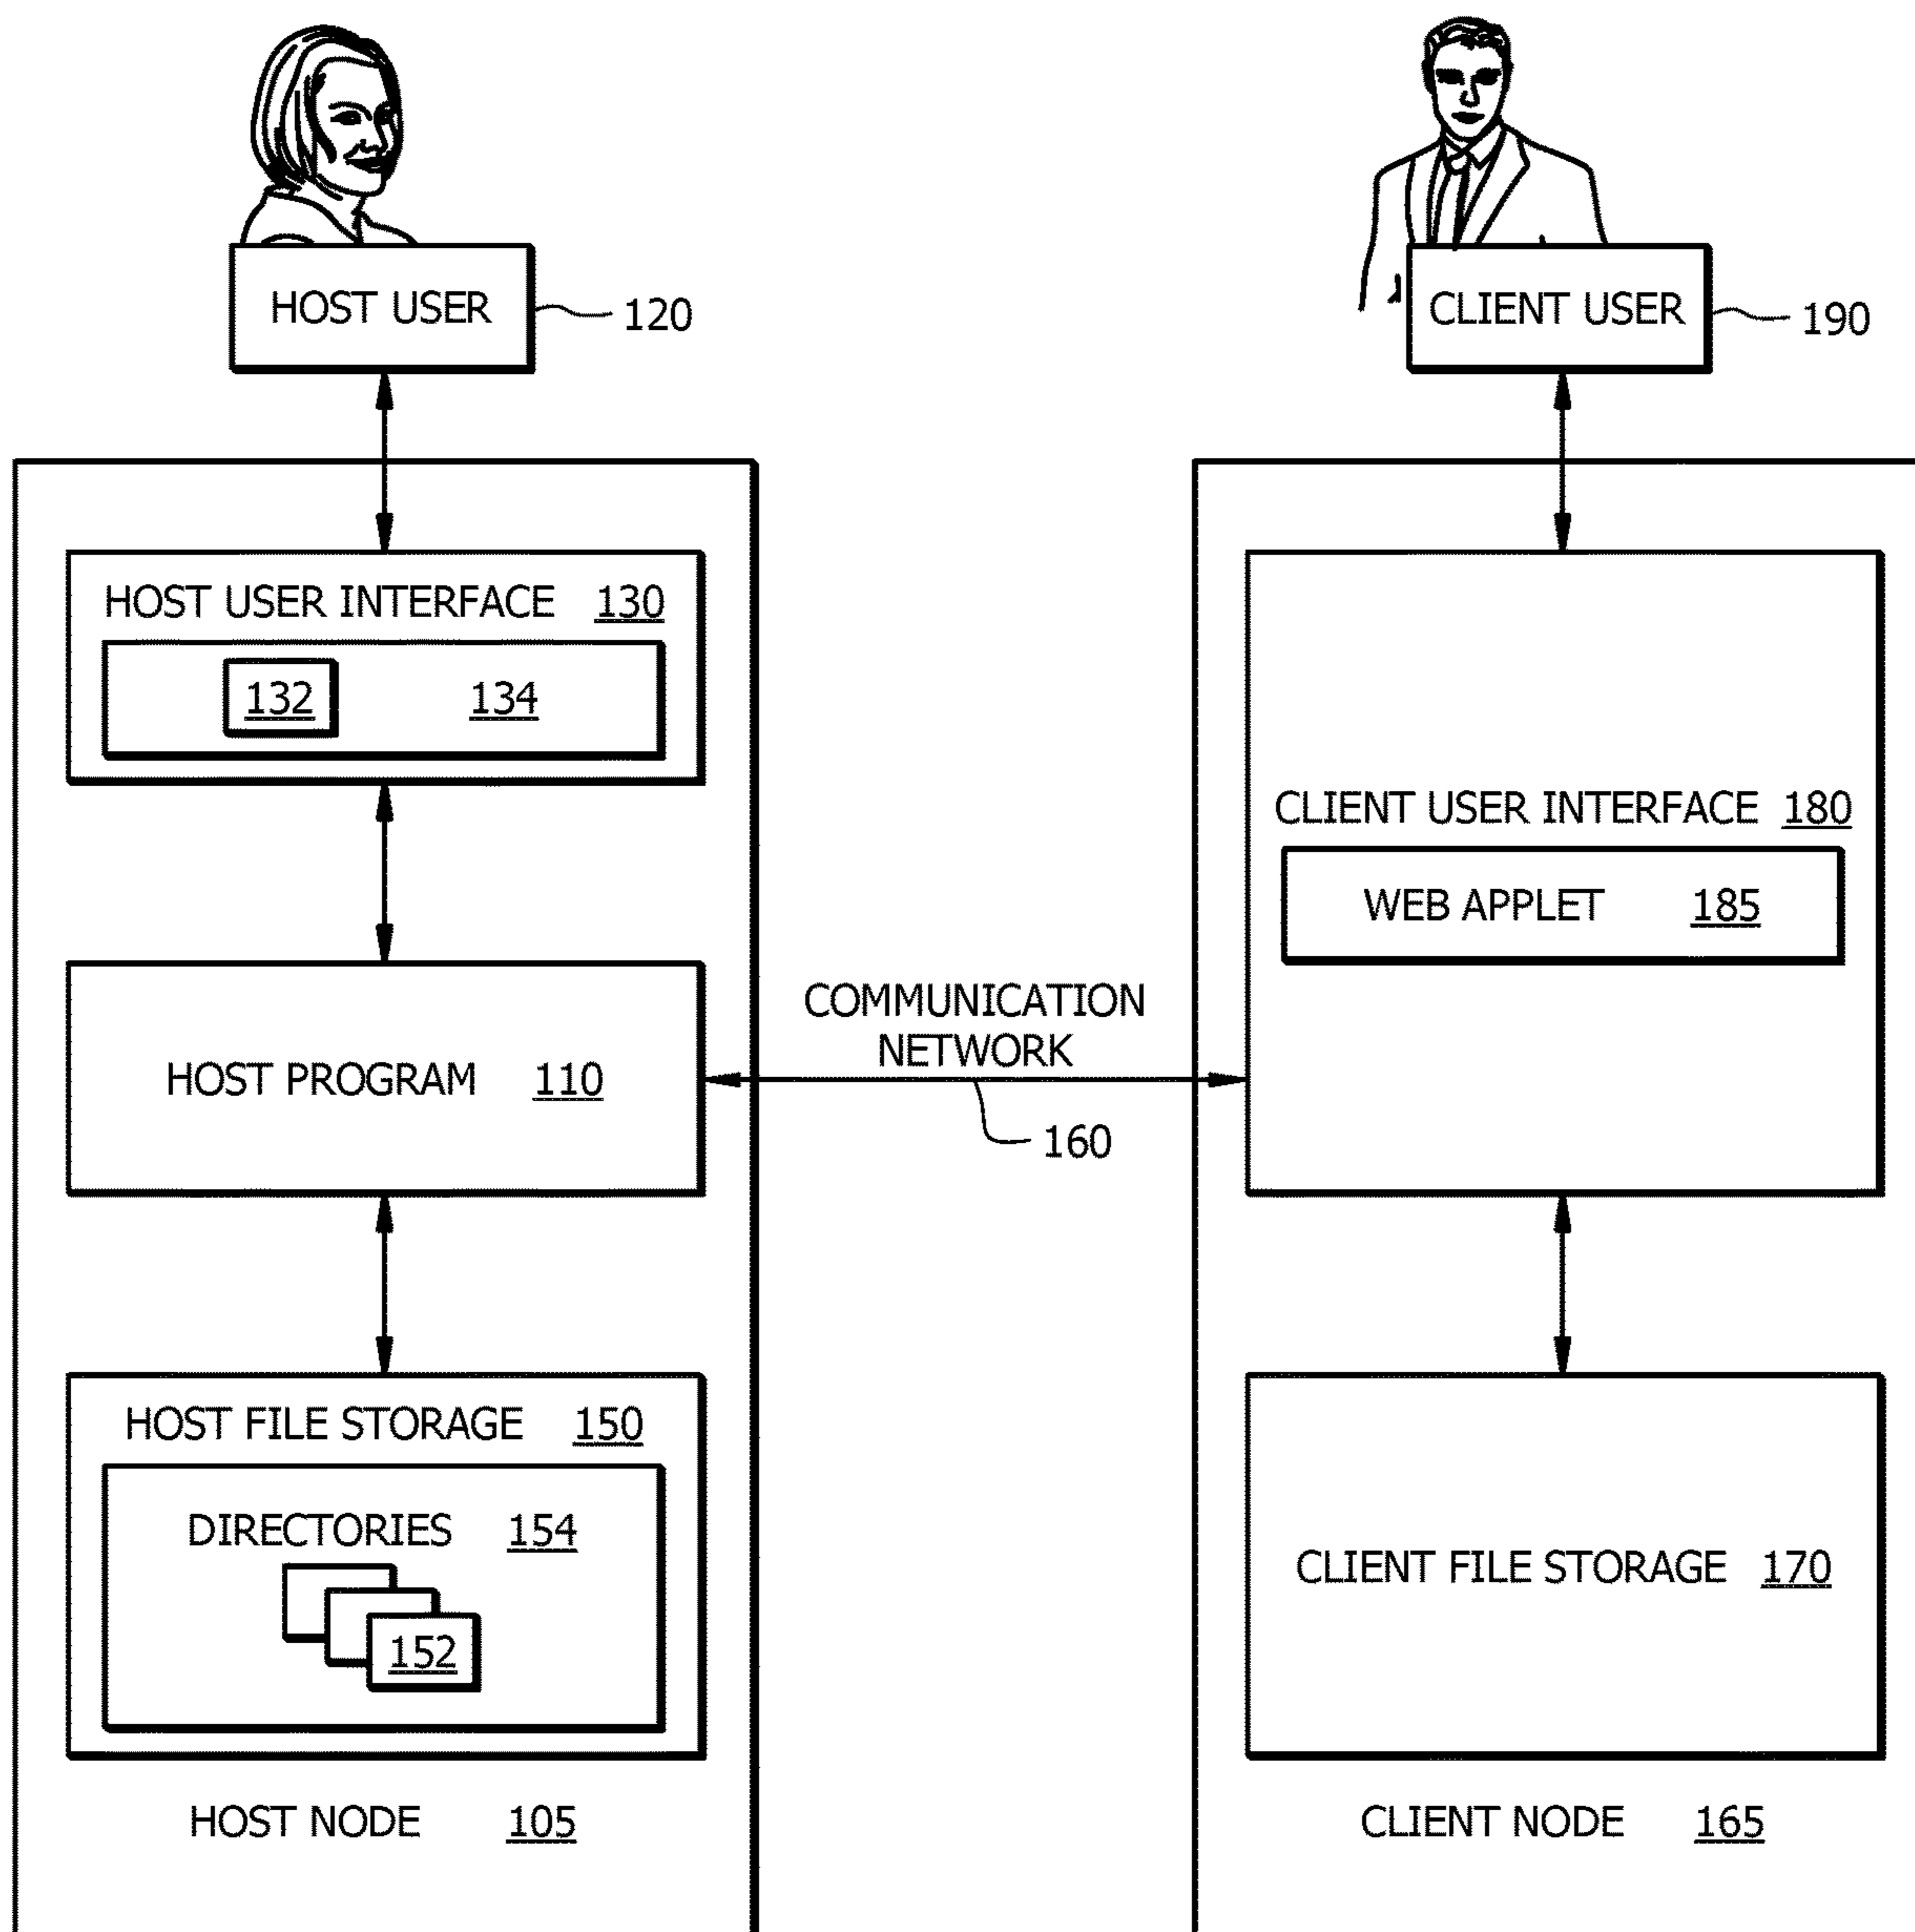 HOST USER
120
CLIENT USER
190
HOST USER INTERFACE 130
132 134
HOST PROGRAM 110
HOST FILE STORAGE 150
DIRECTORIES 154
152
HOST NODE 105
COMMUNICATION
NETWORK
160
CLIENT USER INTERFACE 180
WEB APPLET 185
CLIENT FILE STORAGE 170
CLIENT NODE 165